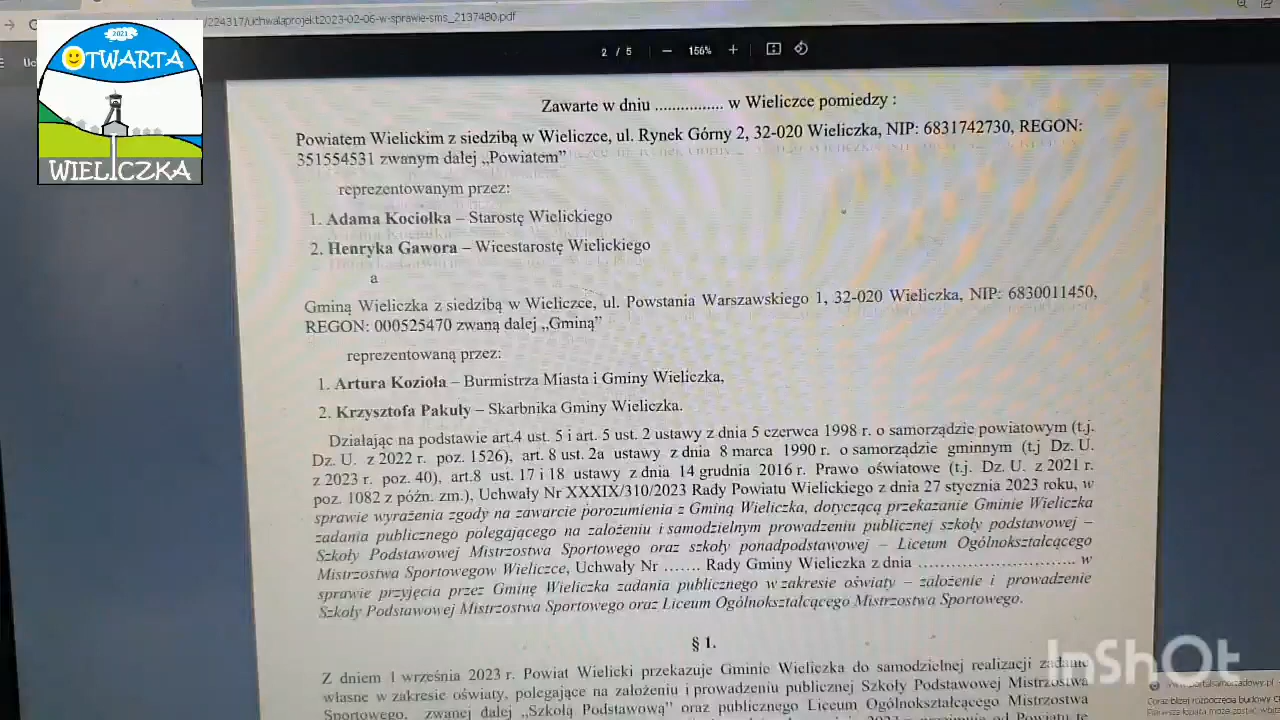 /224317/uchwalaprojekt2023-02-06-w-sprawie-sms_2137480.pdf
2021
OTWARTA
WIELICZKA
2 / 5 — 156% +
Zawarte w dniu ................ w Wieliczce pomiedzy :
Powiatem Wielickim z siedzibą w Wieliczce, ul. Rynek Górny 2, 32-020 Wieliczka, NIP: 6831742730, REGON:
351554531 zwanym dalej „Powiatem”
reprezentowanym przez:
1. Adama Kociołka – Starostę Wielickiego
2. Henryka Gawora – Wicestarostę Wielickiego
a
Gminą Wieliczka z siedzibą w Wieliczce, ul. Powstania Warszawskiego 1, 32-020 Wieliczka, NIP: 6830011450,
REGON: 000525470 zwaną dalej „Gminą”
reprezentowaną przez:
1. Artura Kozioła – Burmistrza Miasta i Gminy Wieliczka,
2. Krzysztofa Pakuły – Skarbnika Gminy Wieliczka.
Działając na podstawie art.4 ust. 5 i art. 5 ust. 2 ustawy z dnia 5 czerwca 1998 r. o samorządzie powiatowym (t.j.
Dz. U. z 2022 r. poz. 1526), art. 8 ust. 2a ustawy z dnia 8 marca 1990 r. o samorządzie gminnym (t.j Dz. U.
z 2023 r. poz. 40), art.8 ust. 17 i 18 ustawy z dnia 14 grudnia 2016 r. Prawo oświatowe (t.j. Dz. U. z 2021 r.
poz. 1082 z późn. zm.), Uchwały Nr XXXIX/310/2023 Rady Powiatu Wielickiego z dnia 27 stycznia 2023 roku, w
sprawie wyrażenia zgody na zawarcie porozumienia z Gminą Wieliczka, dotyczącą przekazanie Gminie Wieliczka
zadania publicznego polegającego na założeniu i samodzielnym prowadzeniu publicznej szkoły podstawowej –
Szkoły Podstawowej Mistrzostwa Sportowego oraz szkoły ponadpodstawowej – Liceum Ogólnokształcącego
Mistrzostwa Sportowegow Wieliczce, Uchwały Nr ....... Rady Gminy Wieliczka z dnia ............................. w
sprawie przyjęcia przez Gminę Wieliczka zadania publicznego w zakresie oświaty – założenie i prowadzenie
Szkoły Podstawowej Mistrzostwa Sportowego oraz Liceum Ogólnokształcącego Mistrzostwa Sportowego.
§ 1.
Z dniem 1 września 2023 r. Powiat Wielicki przekazuje Gminie Wieliczka do samodzielnej realizacji zadanie
własne w zakresie oświaty, polegające na założeniu i prowadzeniu publicznej Szkoły Podstawowej Mistrzostwa
Sportowego, zwanej dalej „Szkołą Podstawową” oraz publicznego Liceum Ogólnokształcącego Mistrzostwa
InShOt